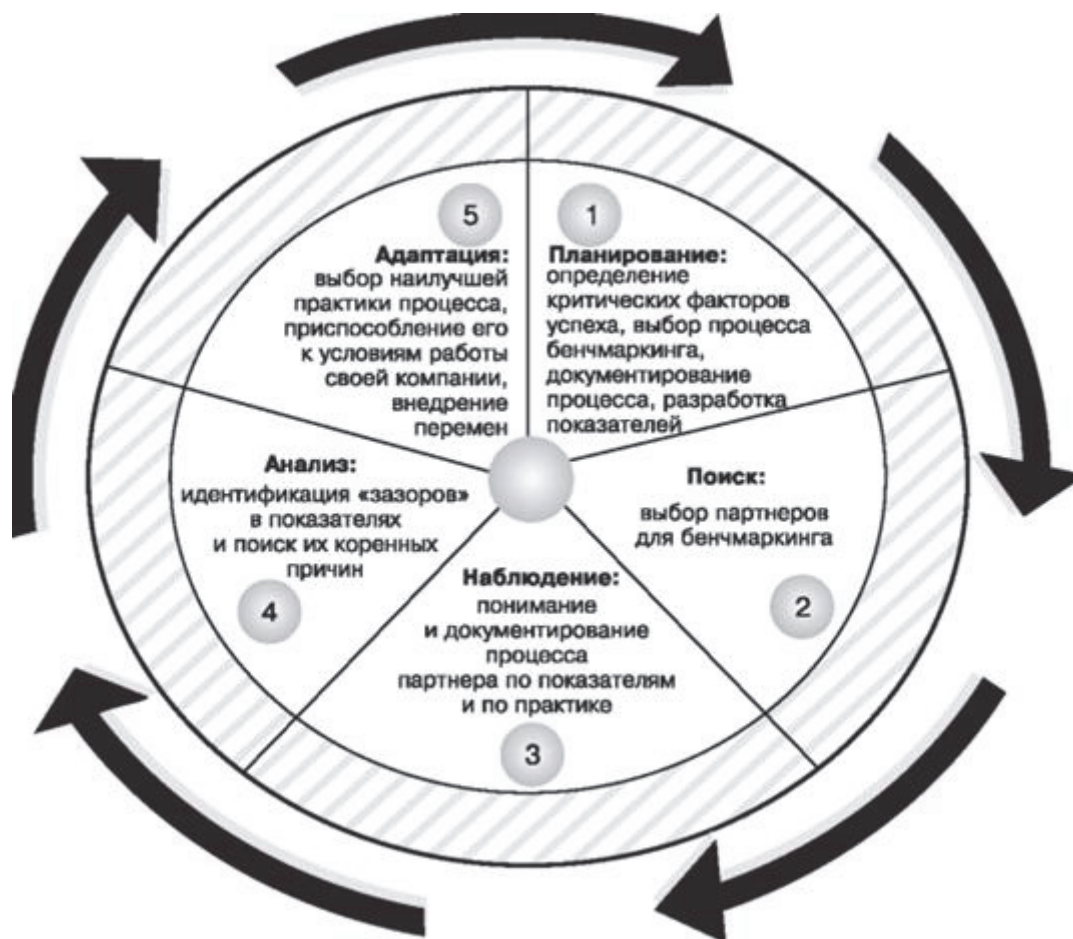 1
Планирование:
определение
критических факторов
успеха, выбор процесса
бенчмаркинга,
документирование
процесса, разработка
показателей
Поиск:
выбор партнеров
для бенчмаркинга
2
Наблюдение:
понимание
и документирование
процесса
партнера по показателям
и по практике
3
Анализ:
идентификация «зазоров»
в показателях
и поиск их коренных
причин
4
5
Адаптация:
выбор наилучшей
практики процесса,
приспособление его
к условиям работы
своей компании,
внедрение
перемен